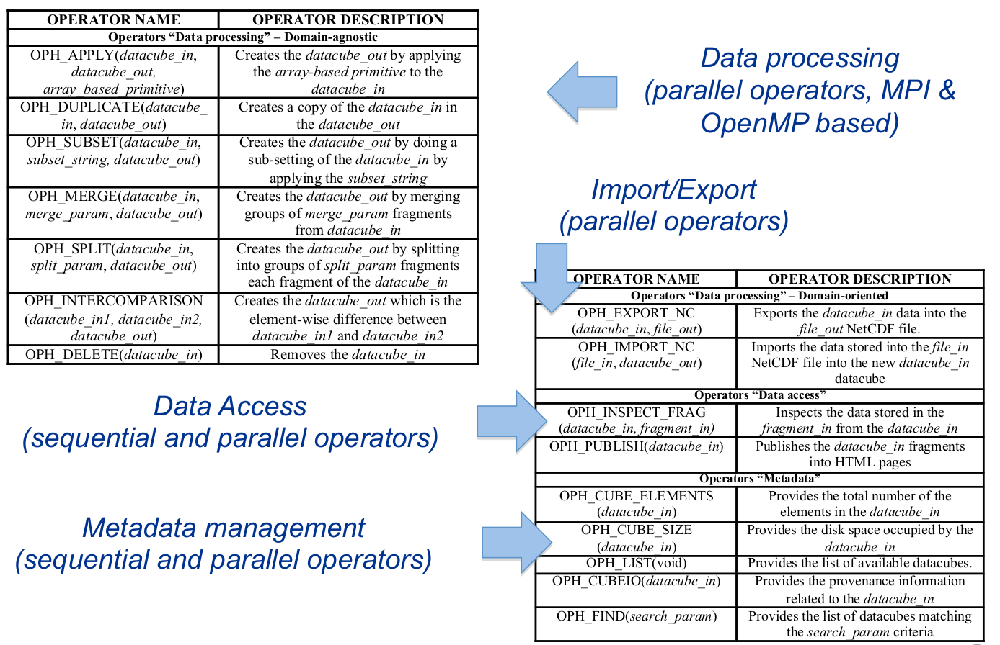 OPERATOR NAME OPERATOR DESCRIPTION
Operators “Data processing” – Domain-agnostic
OPH_APPLY(datacube_in,
datacube_out,
array_based_primitive)
Creates the datacube_out by applying
the array-based primitive to the
datacube_in
OPH_DUPLICATE(datacube_
in, datacube_out)
Creates a copy of the datacube_in in
the datacube_out
OPH_SUBSET(datacube_in,
subset_string, datacube_out)
Creates the datacube_out by doing a
sub-setting of the datacube_in by
applying the subset_string
OPH_MERGE(datacube_in,
merge_param, datacube_out)
Creates the datacube_out by merging
groups of merge_param fragments
from datacube_in
OPH_SPLIT(datacube_in,
split_param, datacube_out)
Creates the datacube_out by splitting
into groups of split_param fragments
each fragment of the datacube_in
OPH_INTERCOMPARISON
(datacube_in1, datacube_in2,
datacube_out)
Creates the datacube_out which is the
element-wise difference between
datacube_in1 and datacube_in2
OPH_DELETE(datacube_in)
Removes the datacube_in
Data processing
(parallel operators, MPI &
OpenMP based)
Import/Export
(parallel operators)
OPERATOR NAME OPERATOR DESCRIPTION
Operators “Data processing” – Domain-oriented
OPH_EXPORT_NC
(datacube_in, file_out)
Exports the datacube_in data into the
file_out NetCDF file.
OPH_IMPORT_NC
(file_in, datacube_out)
Imports the data stored into the file_in
NetCDF file into the new datacube_in
datacube
Operators “Data access”
OPH_INSPECT_FRAG
(datacube_in, fragment_in)
Inspects the data stored in the
fragment_in from the datacube_in
OPH_PUBLISH(datacube_in)
Publishes the datacube_in fragments
into HTML pages
Operators “Metadata”
OPH_CUBE_ELEMENTS
(datacube_in)
Provides the total number of the
elements in the datacube_in
OPH_CUBE_SIZE
(datacube_in)
Provides the disk space occupied by the
datacube_in
OPH_LIST(void)
Provides the list of available datacubes.
OPH_CUBEIO(datacube_in)
Provides the provenance information
related to the datacube_in
OPH_FIND(search_param)
Provides the list of datacubes matching
the search_param criteria
Data Access
(sequential and parallel operators)
Metadata management
(sequential and parallel operators)